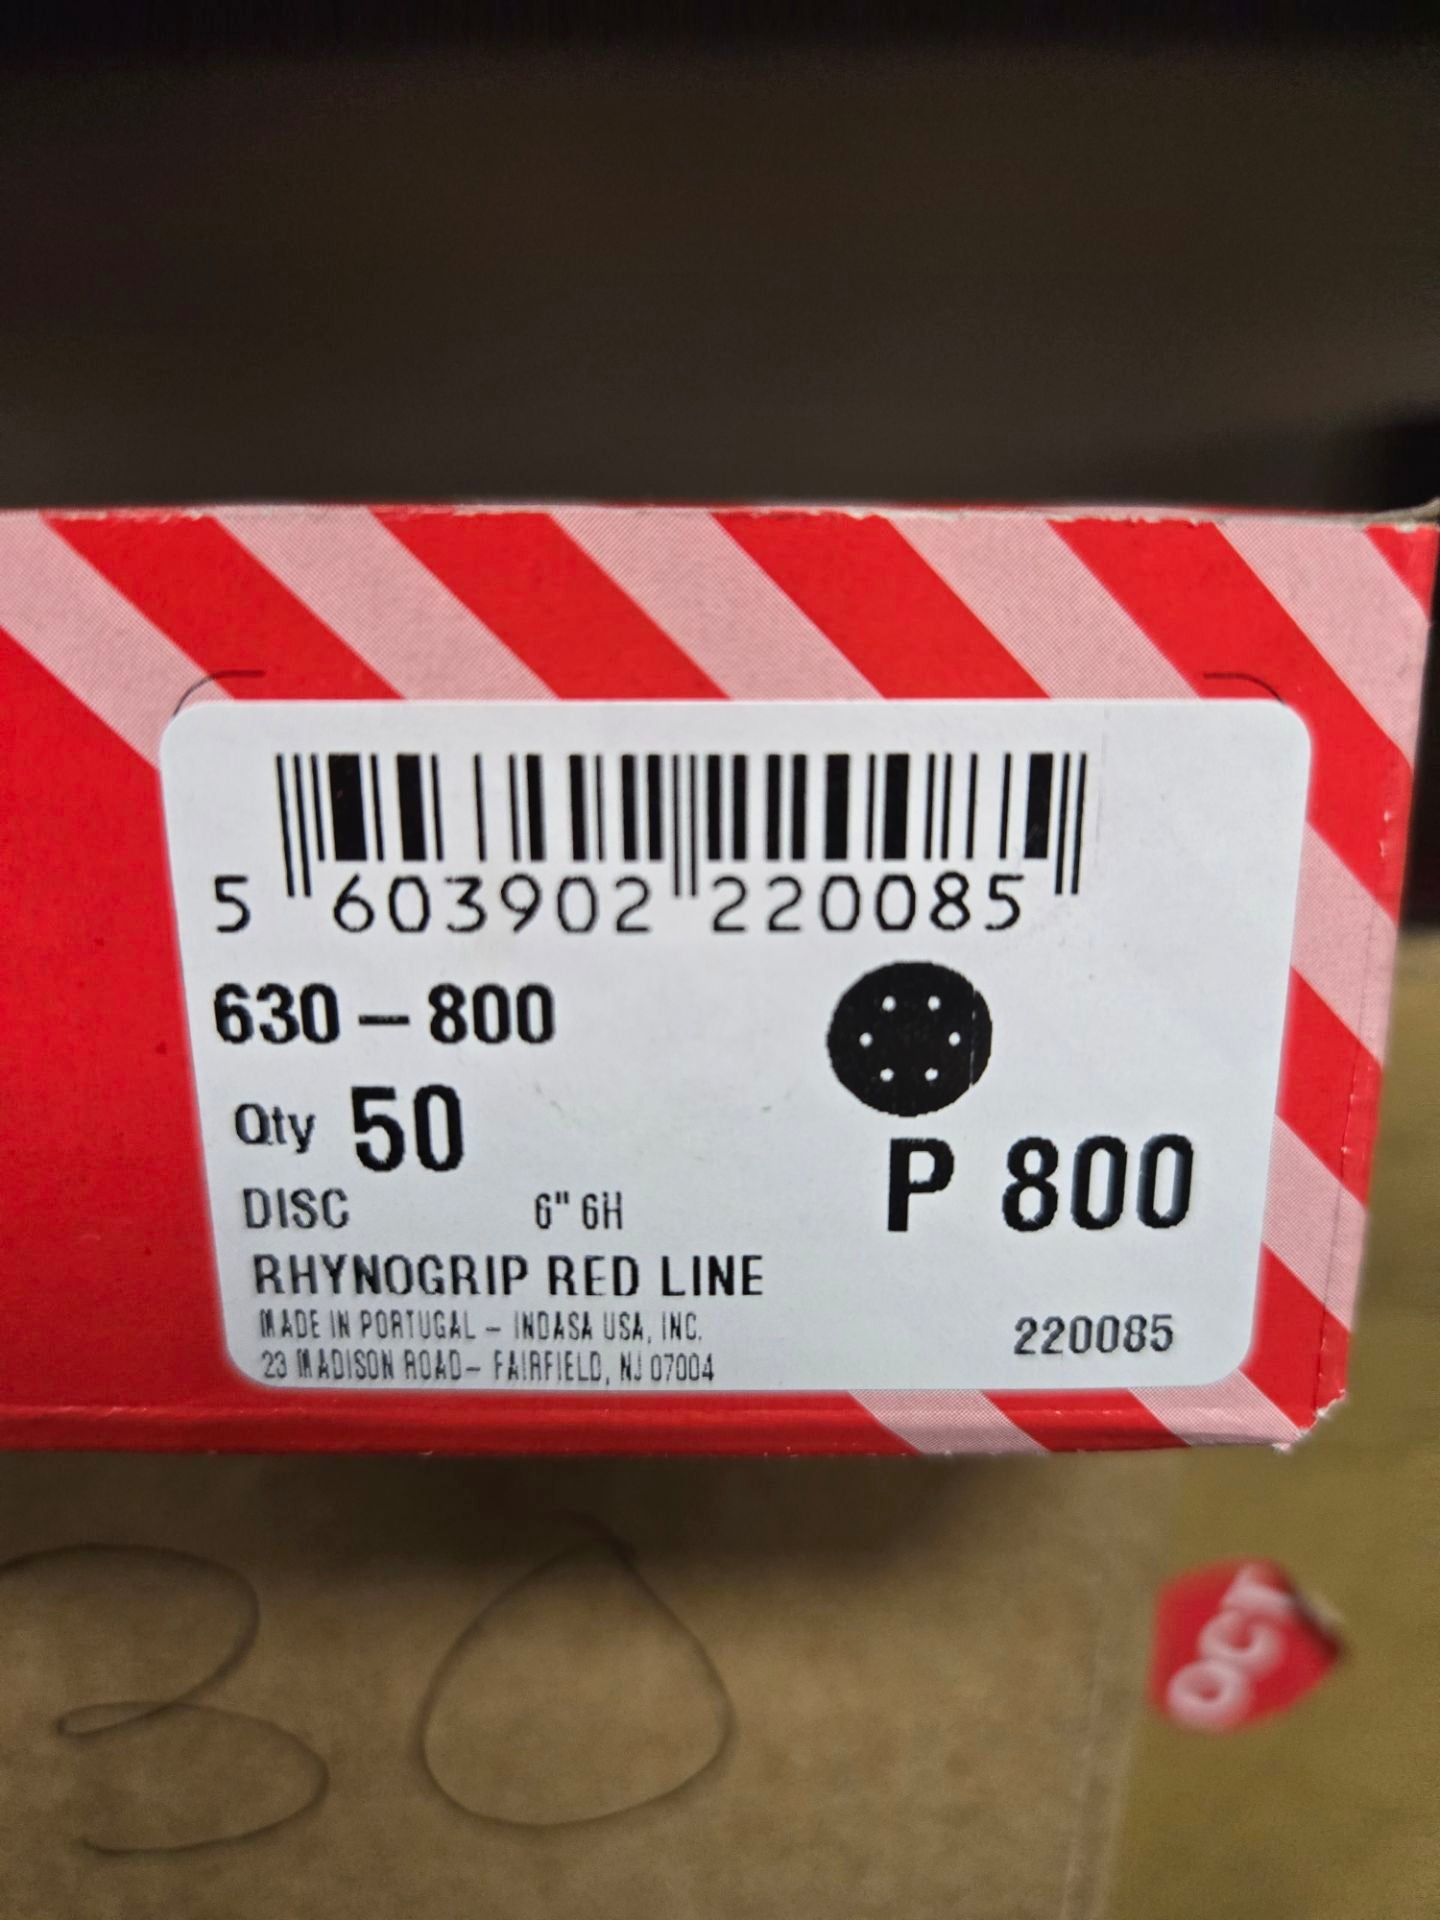 5 603902 220085
630 – 800
Qty 50
DISC 6" 6H
P 800
RHYNOGRIP RED LINE
MADE IN PORTUGAL – INDASA USA, INC.
23 MADISON ROAD– FAIRFIELD, NJ 07004
220085
30
OCT